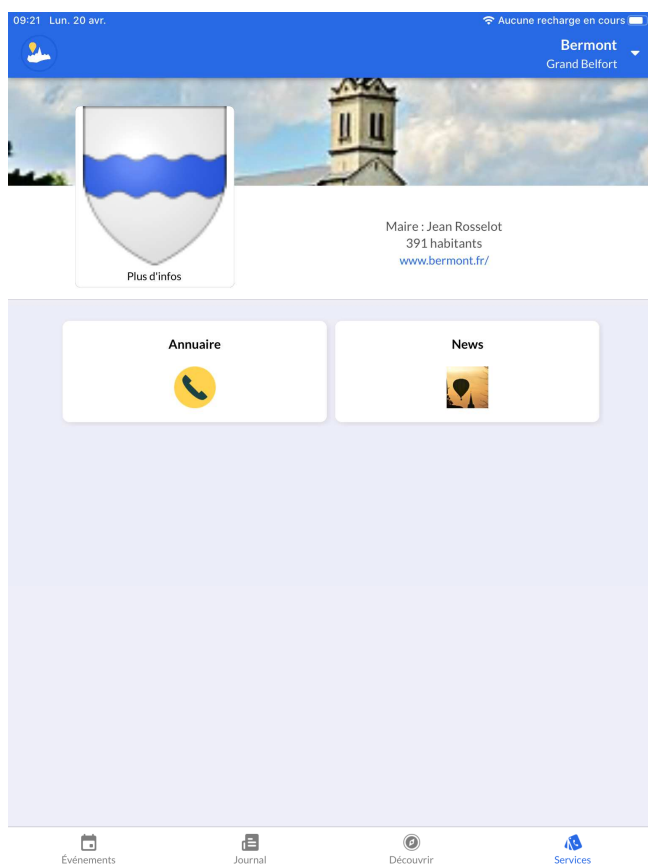 09:21 Lun. 20 avr.
Aucune recharge en cours
Bermont
Grand Belfort
Maire : Jean Rosselot
391 habitants
www.bermont.fr/
Plus d'infos
Annuaire
News
Événements
Journal
Découvrir
Services